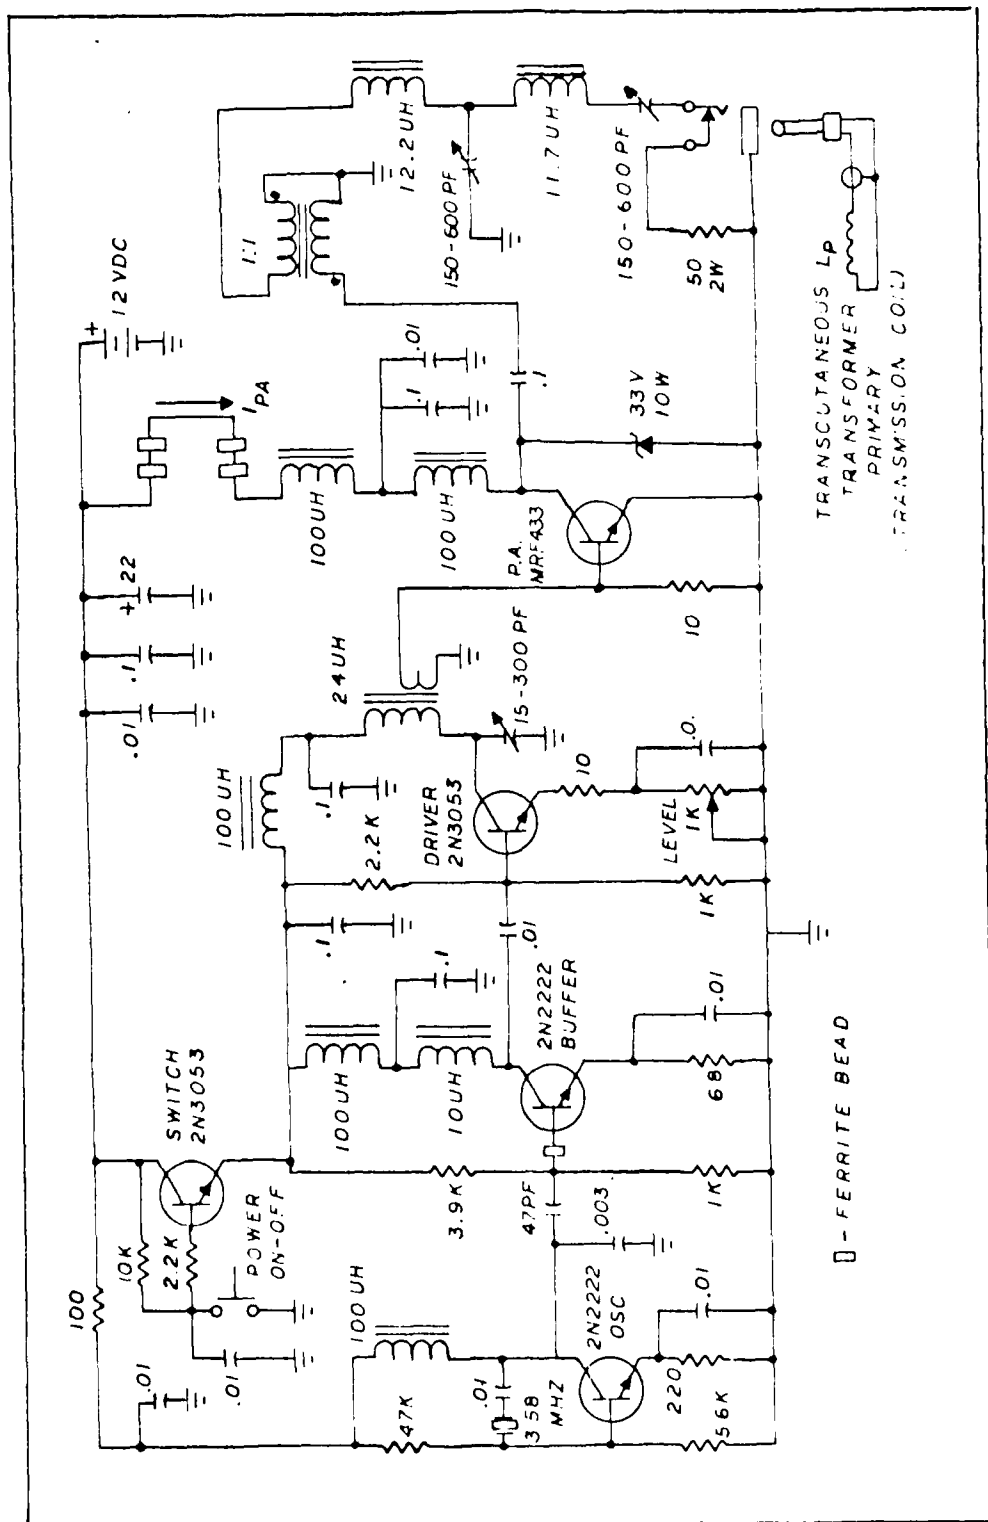 100
.01
10K
2.2K
.01
POWER
ON-OFF
SWITCH
2N3053
100UH
47K
.01
3.58
MHZ
2N2222
OSC
220
.01
56K
47PF
.003
3.9K
1K
100UH
10UH
.1
2N2222
BUFFER
68
.01
.01
.1
2.2K
100UH
.1
DRIVER
2N3053
1K
LEVEL
1K
10
.0
15-300PF
24UH
.01
.1
+
22
+
12VDC
IPA
100UH
100UH
.1
.01
P.A.
MRF433
10
33V
10W
.1
1:1
12.2UH
150-600PF
11.7UH
150-600PF
50
2W
TRANSCUTANEOUS LP
TRANSFORMER
PRIMARY
TRANSMISSION COIL)
- FERRITE BEAD